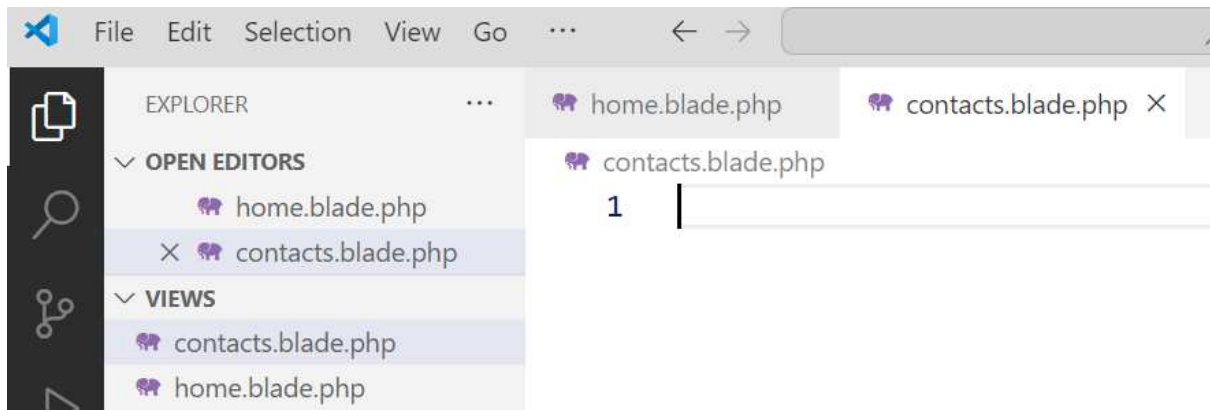 File Edit Selection View Go ...
EXPLORER ...
OPEN EDITORS
home.blade.php
contacts.blade.php
VIEWS
contacts.blade.php
home.blade.php
home.blade.php contacts.blade.php
contacts.blade.php
1